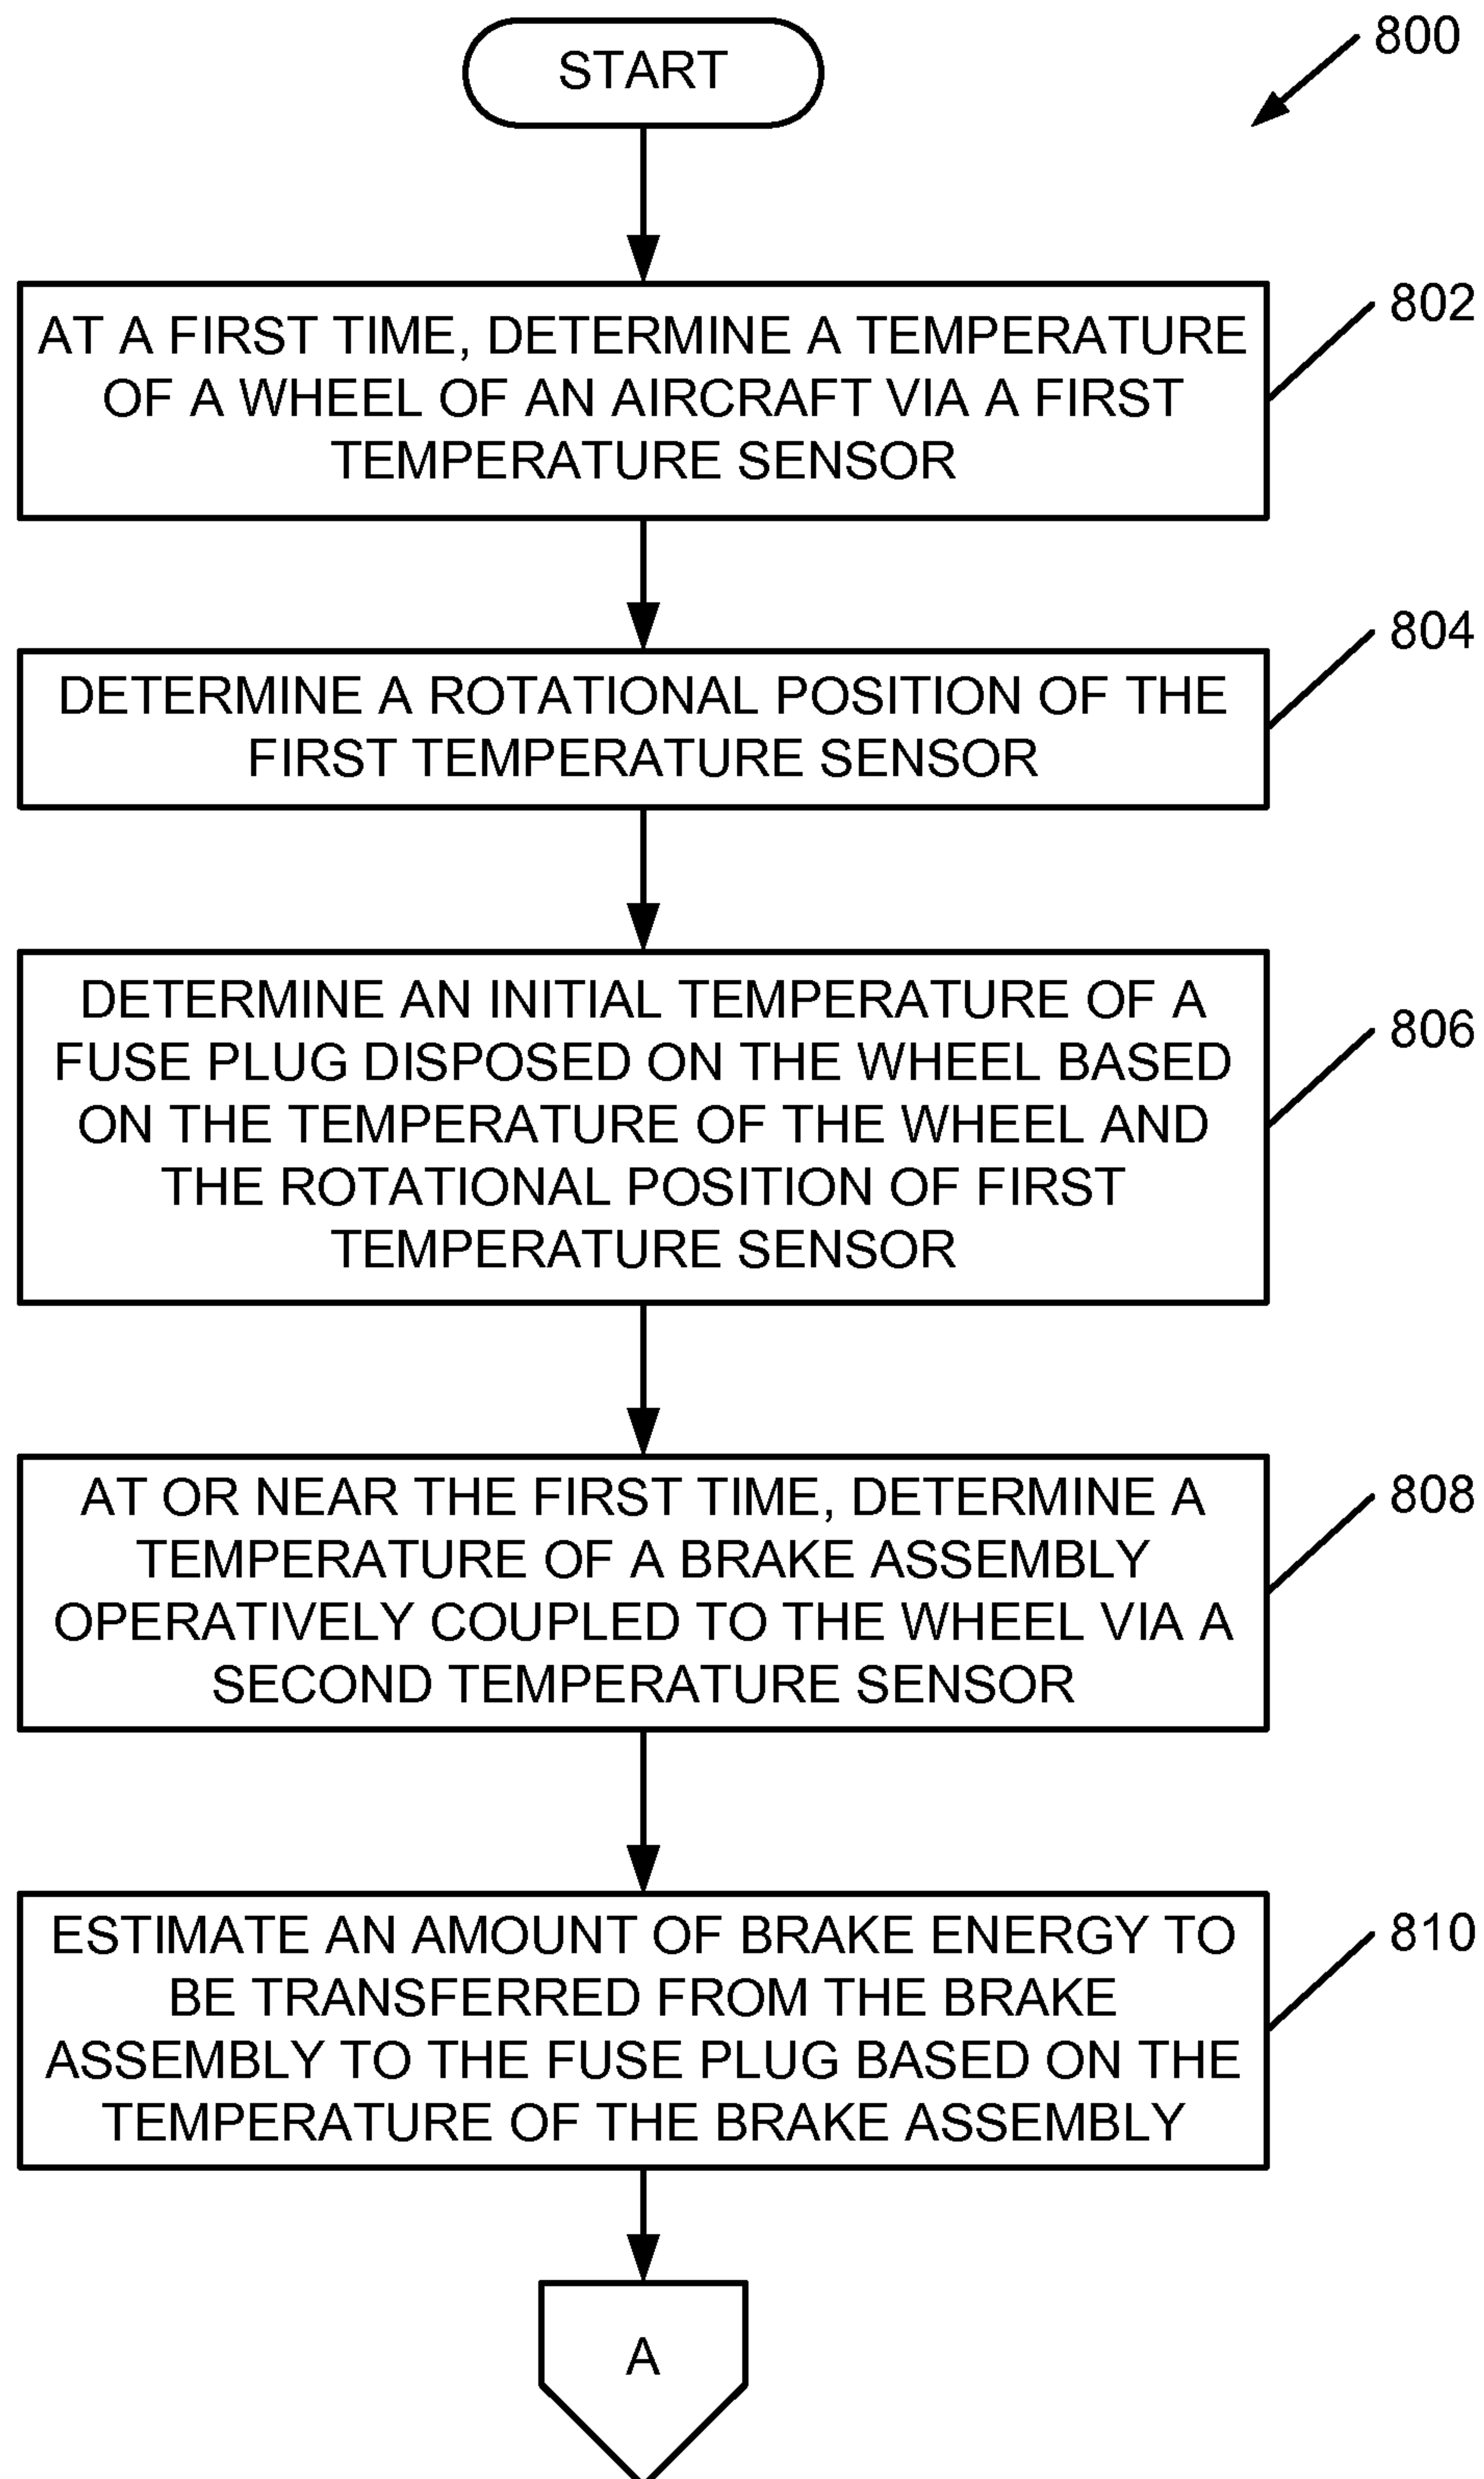 START
800
AT A FIRST TIME, DETERMINE A TEMPERATURE
OF A WHEEL OF AN AIRCRAFT VIA A FIRST
TEMPERATURE SENSOR
802
DETERMINE A ROTATIONAL POSITION OF THE
FIRST TEMPERATURE SENSOR
804
DETERMINE AN INITIAL TEMPERATURE OF A
FUSE PLUG DISPOSED ON THE WHEEL BASED
ON THE TEMPERATURE OF THE WHEEL AND
THE ROTATIONAL POSITION OF FIRST
TEMPERATURE SENSOR
806
AT OR NEAR THE FIRST TIME, DETERMINE A
TEMPERATURE OF A BRAKE ASSEMBLY
OPERATIVELY COUPLED TO THE WHEEL VIA A
SECOND TEMPERATURE SENSOR
808
ESTIMATE AN AMOUNT OF BRAKE ENERGY TO
BE TRANSFERRED FROM THE BRAKE
ASSEMBLY TO THE FUSE PLUG BASED ON THE
TEMPERATURE OF THE BRAKE ASSEMBLY
810
A